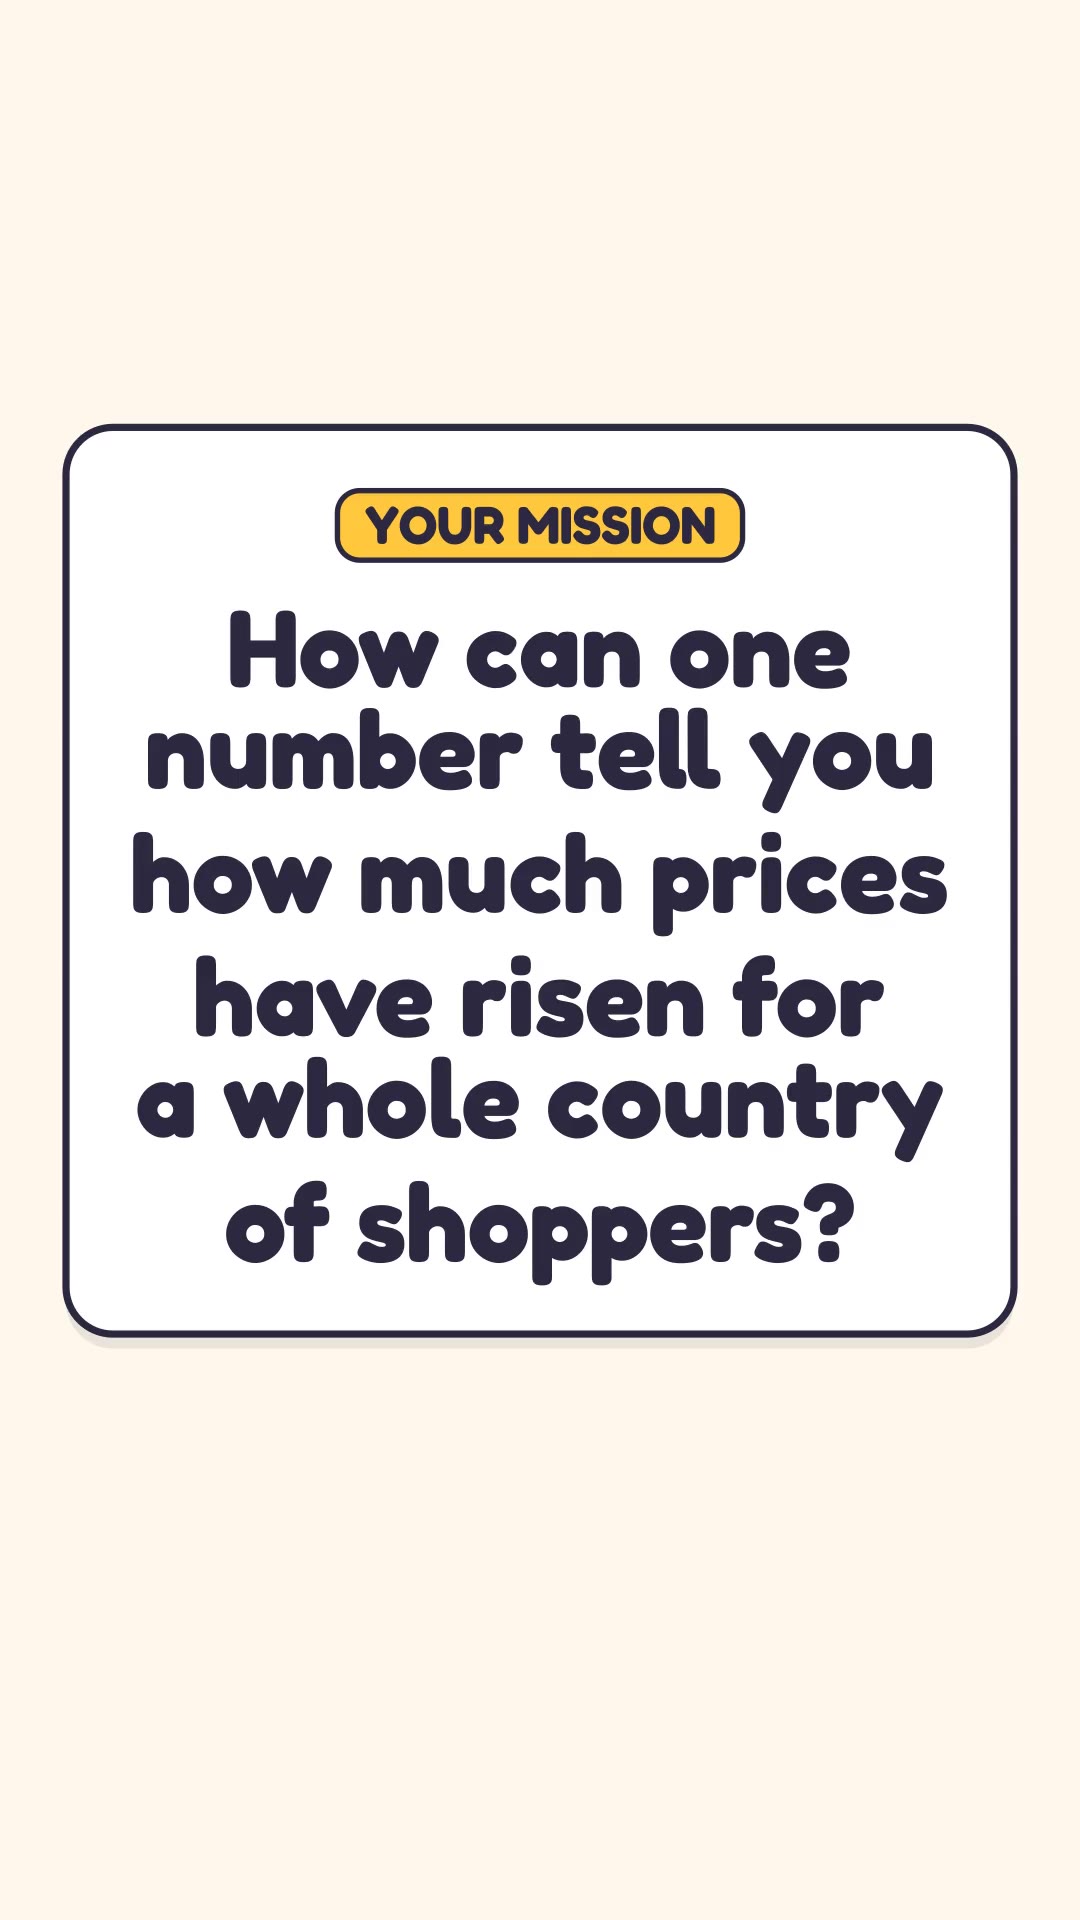 YOUR MISSION
How can one
number tell you
how much prices
have risen for
a whole country
of shoppers?